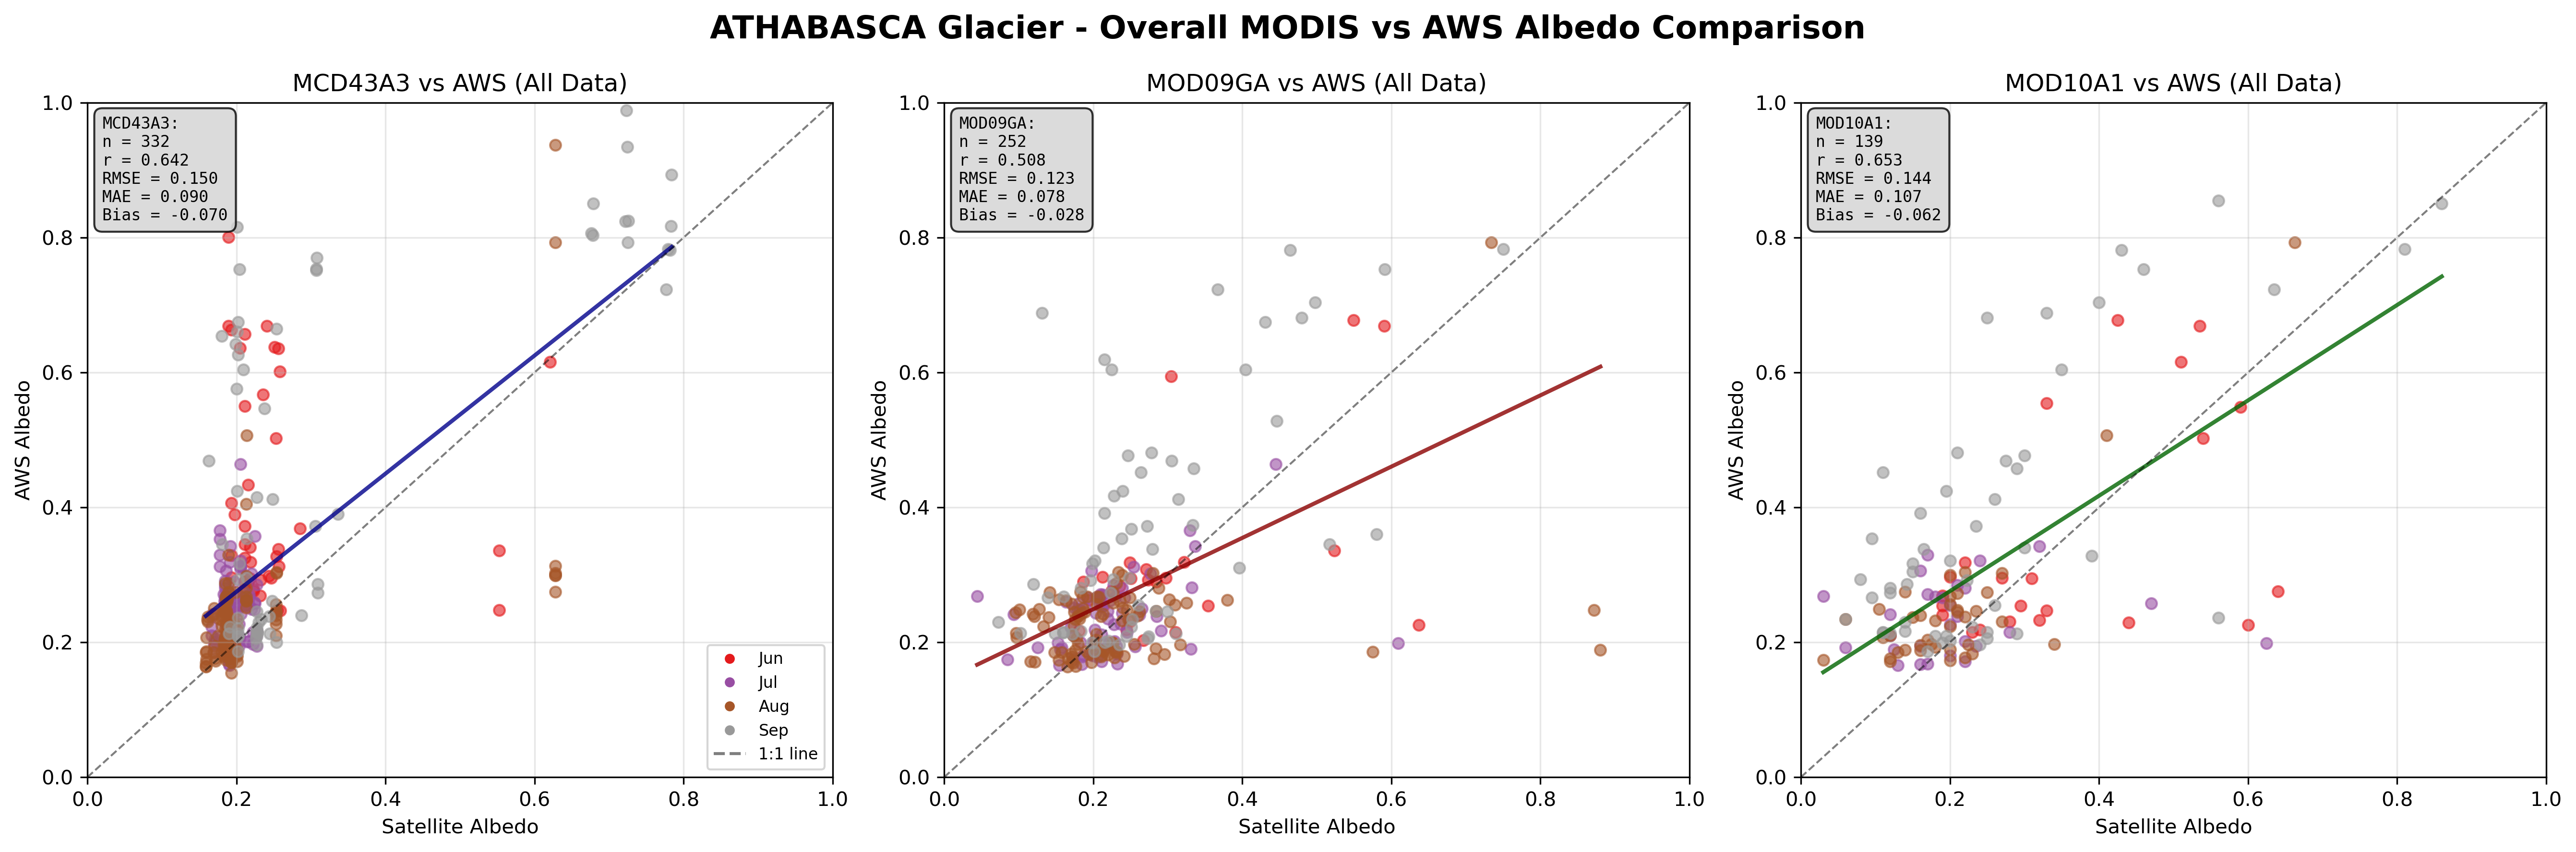 ATHABASCA Glacier - Overall MODIS vs AWS Albedo Comparison
MCD43A3 vs AWS (All Data)
MCD43A3:
n = 332
r = 0.642
RMSE = 0.150
MAE = 0.090
Bias = -0.070
1.0
0.8
0.6
0.4
0.2
0.0
AWS Albedo
0.0 0.2 0.4 0.6 0.8 1.0
Satellite Albedo
Jun
Jul
Aug
Sep
1:1 line
MOD09GA vs AWS (All Data)
MOD09GA:
n = 252
r = 0.508
RMSE = 0.123
MAE = 0.078
Bias = -0.028
1.0
0.8
0.6
0.4
0.2
0.0
AWS Albedo
0.0 0.2 0.4 0.6 0.8 1.0
Satellite Albedo
MOD10A1 vs AWS (All Data)
MOD10A1:
n = 139
r = 0.653
RMSE = 0.144
MAE = 0.107
Bias = -0.062
1.0
0.8
0.6
0.4
0.2
0.0
AWS Albedo
0.0 0.2 0.4 0.6 0.8 1.0
Satellite Albedo